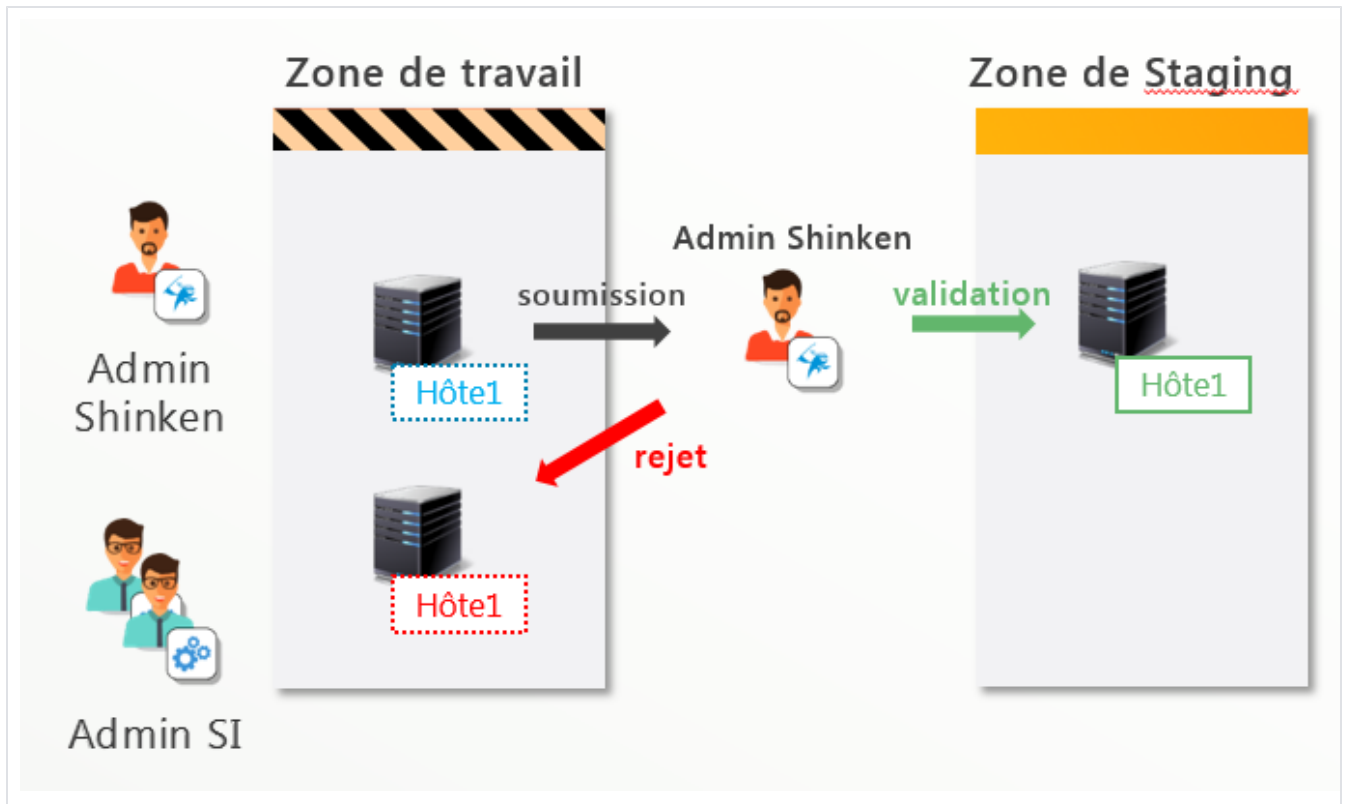 Zone de travail
Zone de Staging
Admin Shinken
soumission
validation
Admin
Shinken
Hôte1
Hôte1
rejet
Hôte1
Admin SI